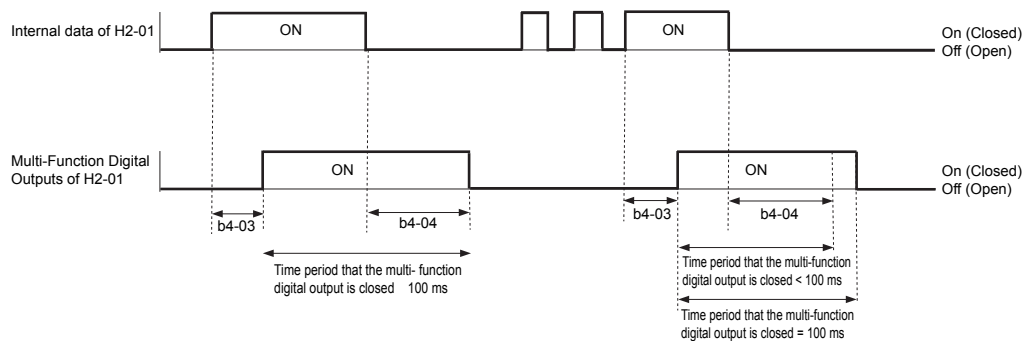 Internal data of H2-01
ON
ON
On (Closed)
Off (Open)
Multi-Function Digital
Outputs of H2-01
ON
ON
On (Closed)
Off (Open)
b4-03
b4-04
b4-03
b4-04
Time period that the multi- function
digital output is closed 100 ms
Time period that the multi-function
digital output is closed < 100 ms
Time period that the multi-function
digital output is closed = 100 ms